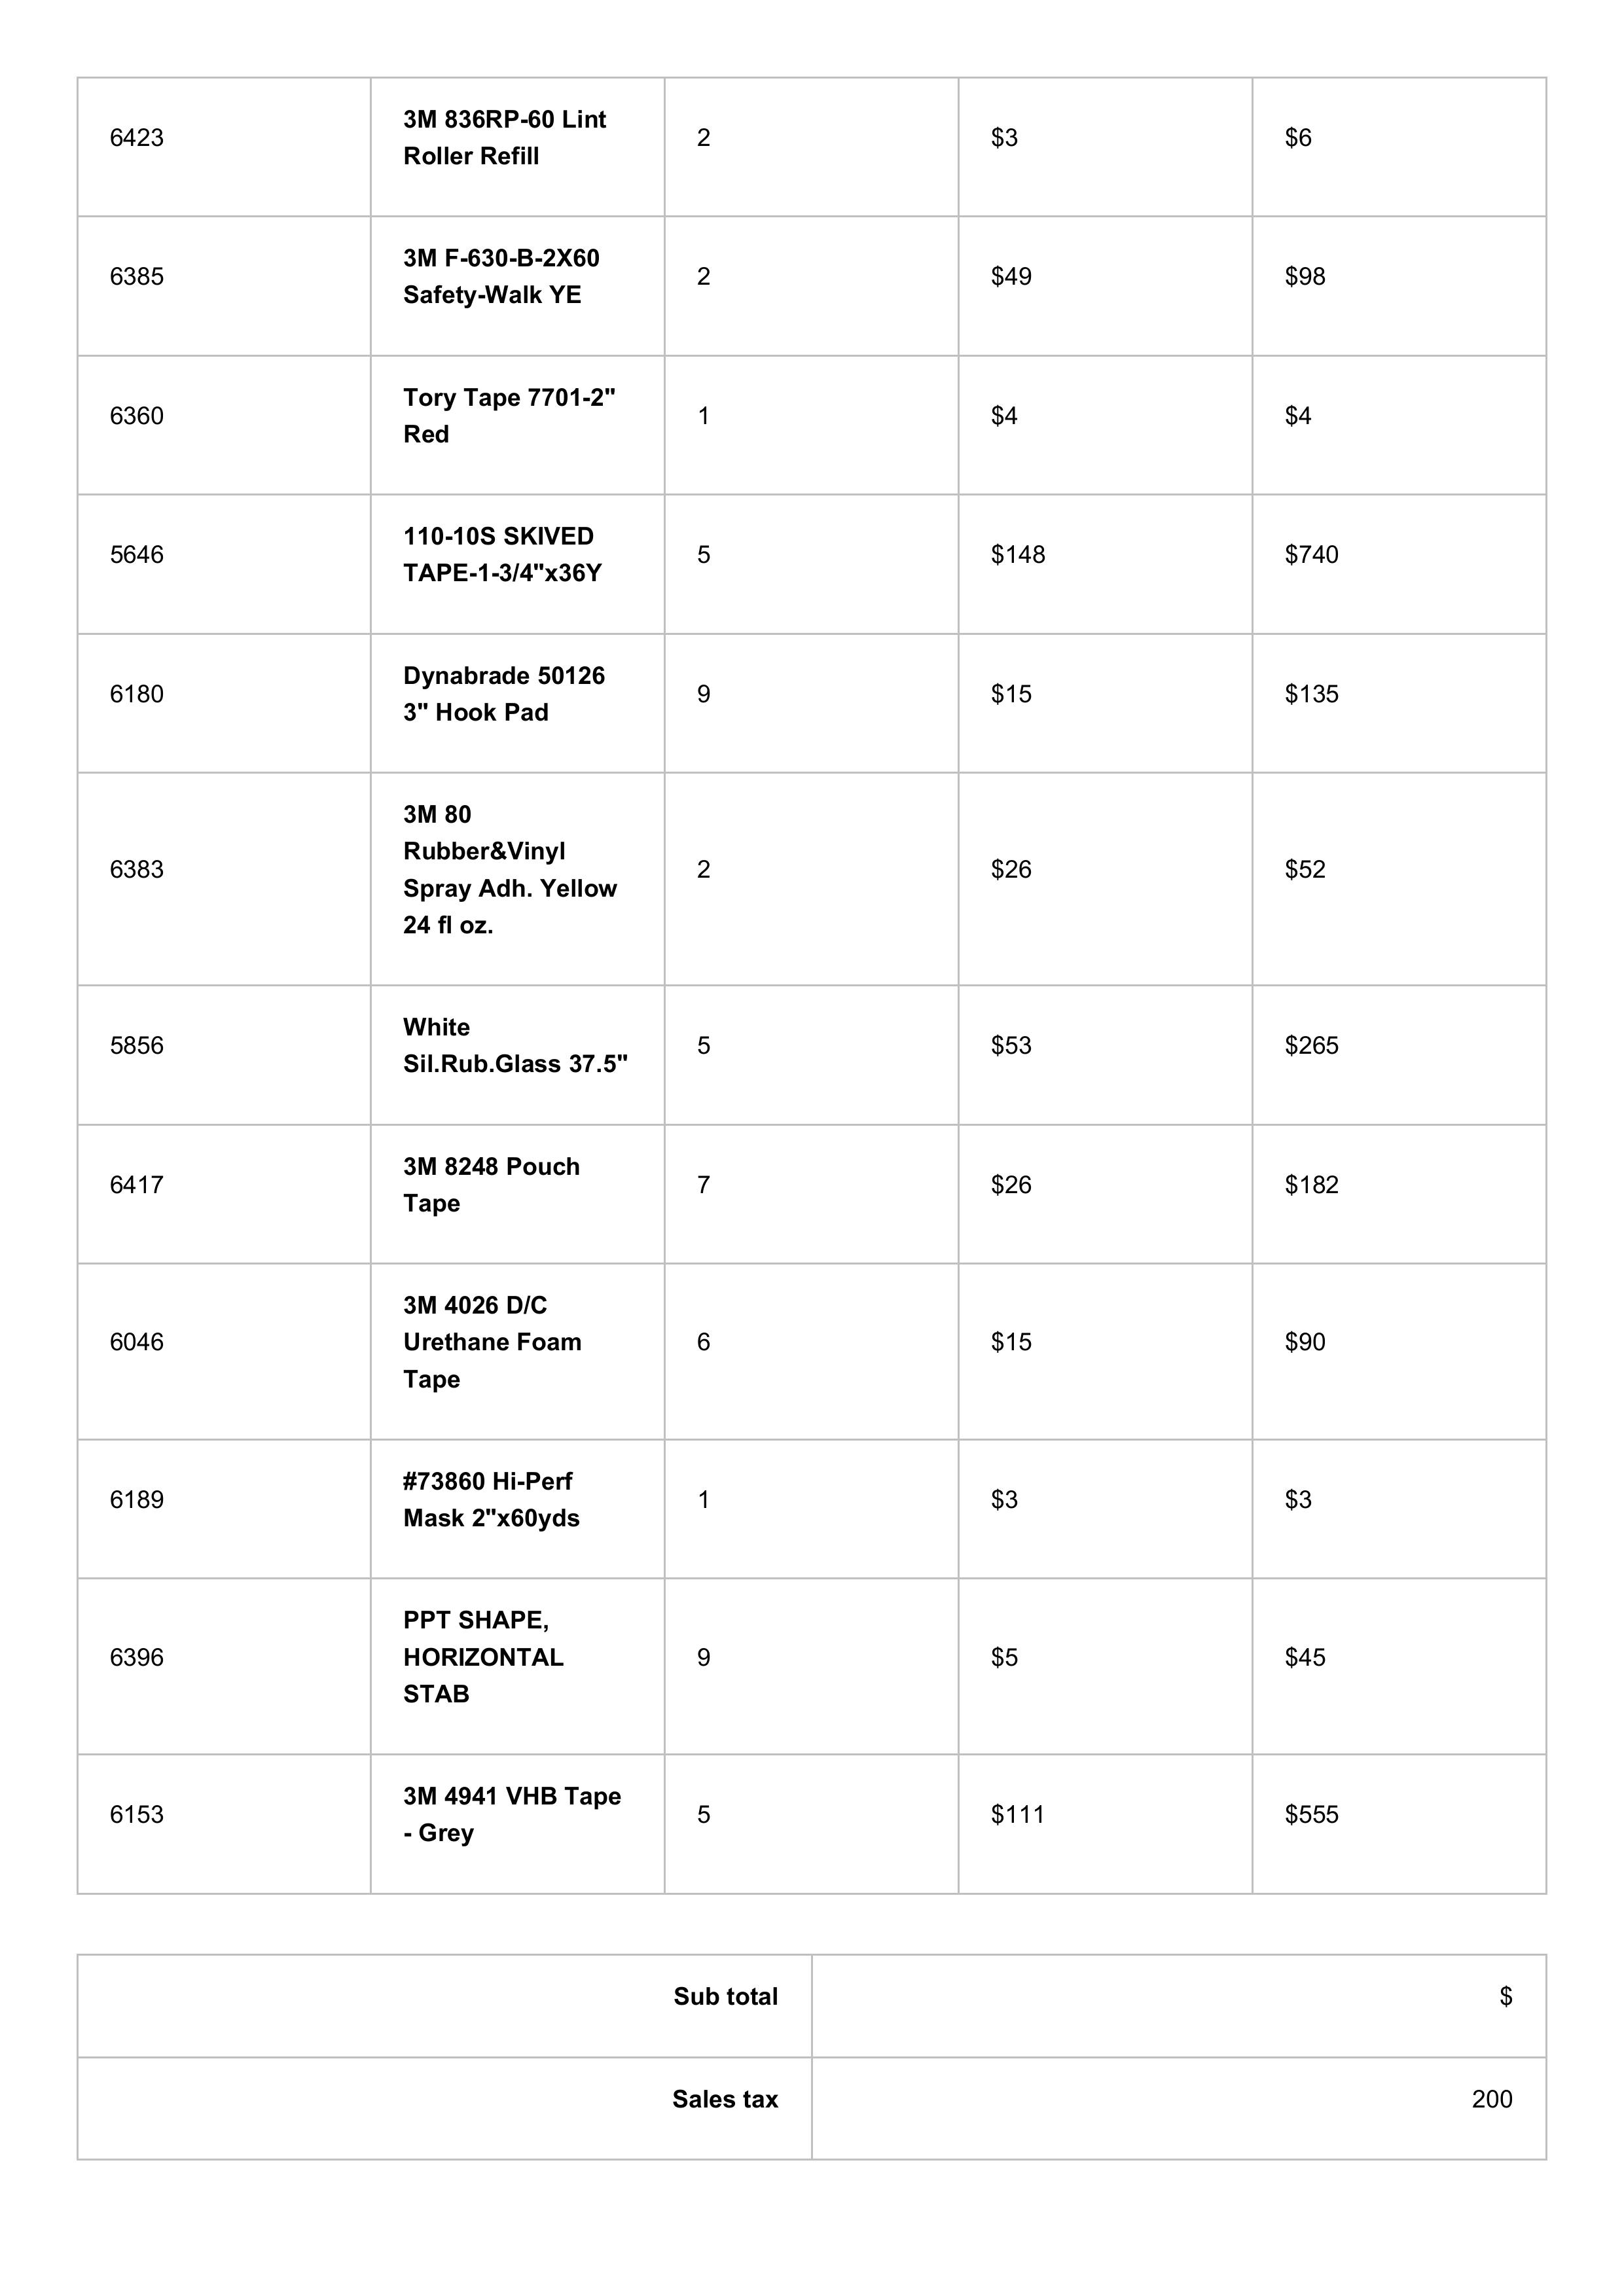 6423
3M 836RP-60 Lint
Roller Refill
2
$3
$6
6385
3M F-630-B-2X60
Safety-Walk YE
2
$49
$98
6360
Tory Tape 7701-2"
Red
1
$4
$4
5646
110-10S SKIVED
TAPE-1-3/4"x36Y
5
$148
$740
6180
Dynabrade 50126
3" Hook Pad
9
$15
$135
6383
3M 80
Rubber&Vinyl
Spray Adh. Yellow
24 fl oz.
2
$26
$52
5856
White
Sil.Rub.Glass 37.5"
5
$53
$265
6417
3M 8248 Pouch
Tape
7
$26
$182
6046
3M 4026 D/C
Urethane Foam
Tape
6
$15
$90
6189
#73860 Hi-Perf
Mask 2"x60yds
1
$3
$3
6396
PPT SHAPE,
HORIZONTAL
STAB
9
$5
$45
6153
3M 4941 VHB Tape
- Grey
5
$111
$555
Sub total
$
Sales tax
200